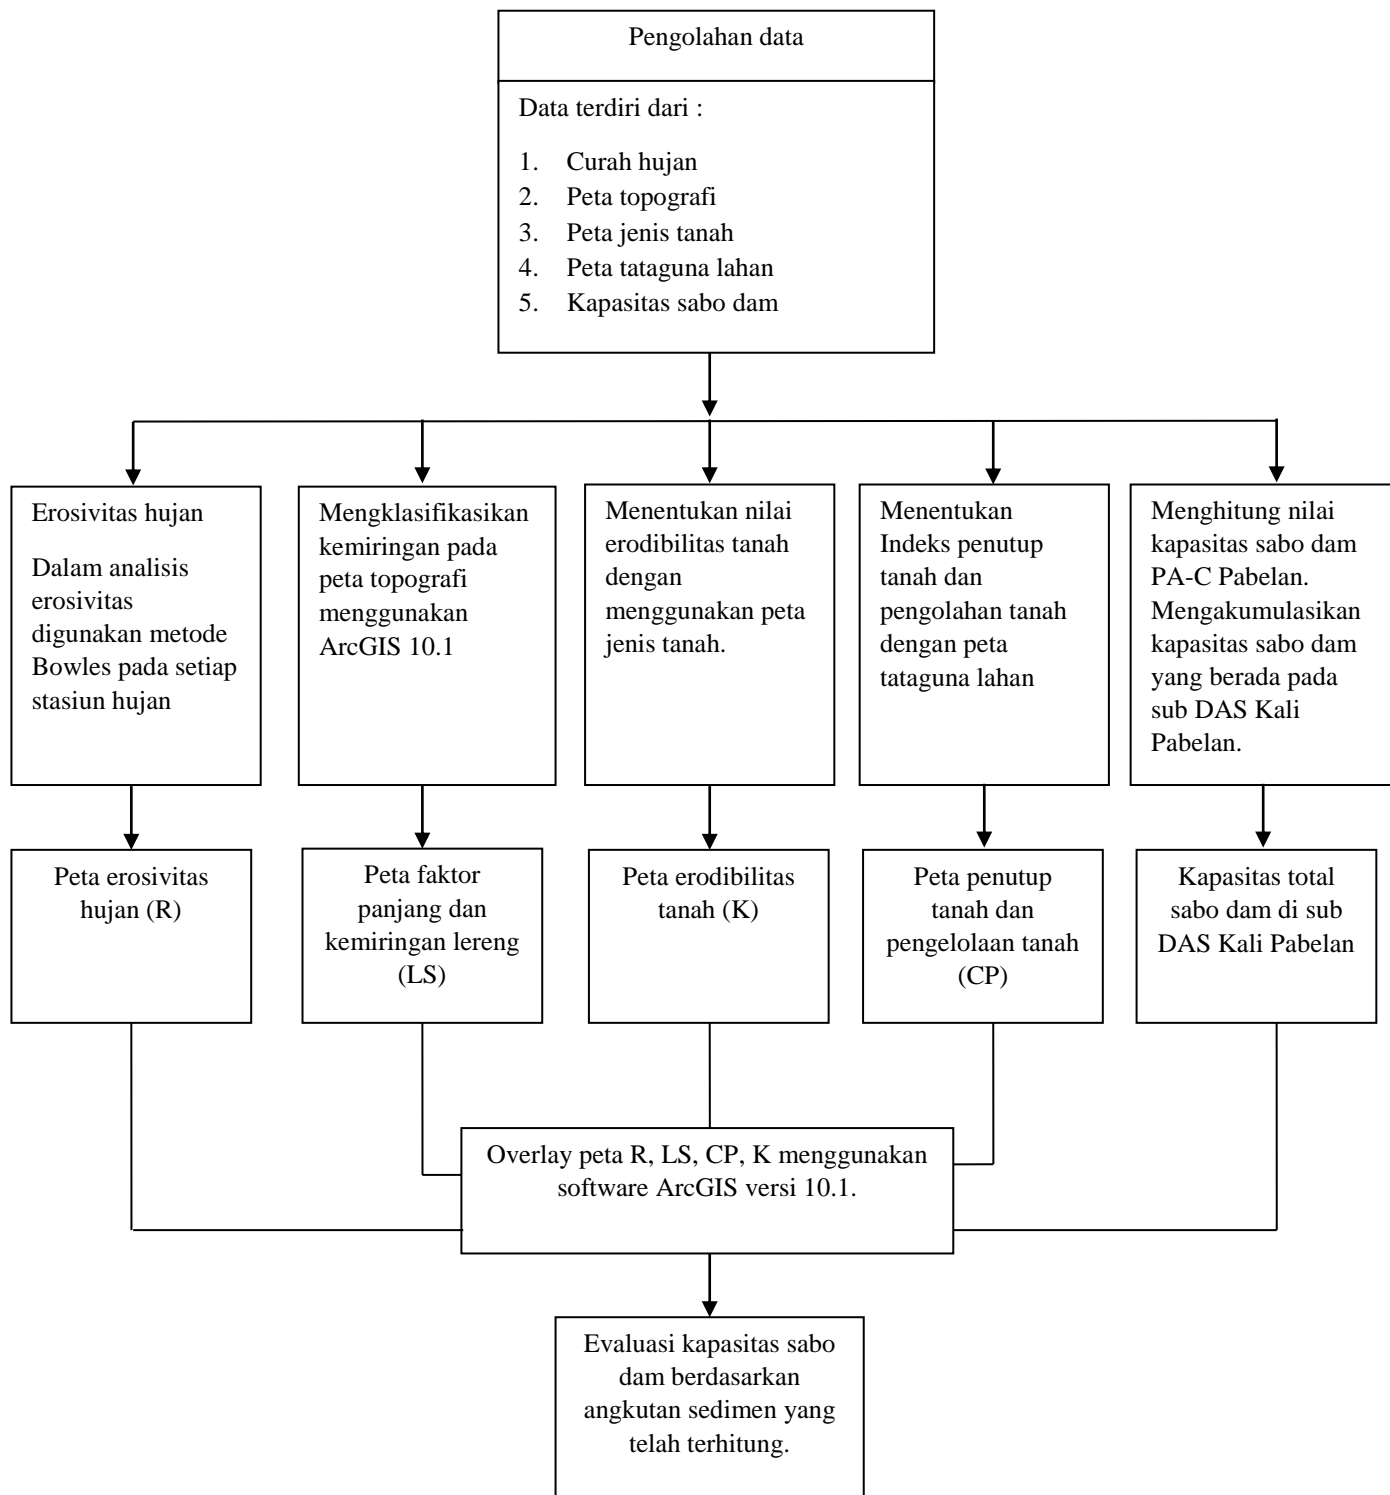 Pengolahan data
Data terdiri dari :
1. Curah hujan
2. Peta topografi
3. Peta jenis tanah
4. Peta tataguna lahan
5. Kapasitas sabo dam
Erosivitas hujan
Dalam analisis
erosivitas
digunakan metode
Bowles pada setiap
stasiun hujan
Mengklasifikasikan
kemiringan pada
peta topografi
menggunakan
ArcGIS 10.1
Menentukan nilai
erodibilitas tanah
dengan
menggunakan peta
jenis tanah.
Menentukan
Indeks penutup
tanah dan
pengolahan tanah
dengan peta
tataguna lahan
Menghitung nilai
kapasitas sabo dam
PA-C Pabelan.
Mengakumulasikan
kapasitas sabo dam
yang berada pada
sub DAS Kali
Pabelan.
Peta erosivitas
hujan (R)
Peta faktor
panjang dan
kemiringan lereng
(LS)
Peta erodibilitas
tanah (K)
Peta penutup
tanah dan
pengelolaan tanah
(CP)
Kapasitas total
sabo dam di sub
DAS Kali Pabelan
Overlay peta R, LS, CP, K menggunakan
software ArcGIS versi 10.1.
Evaluasi kapasitas sabo
dam berdasarkan
angkutan sedimen yang
telah terhitung.